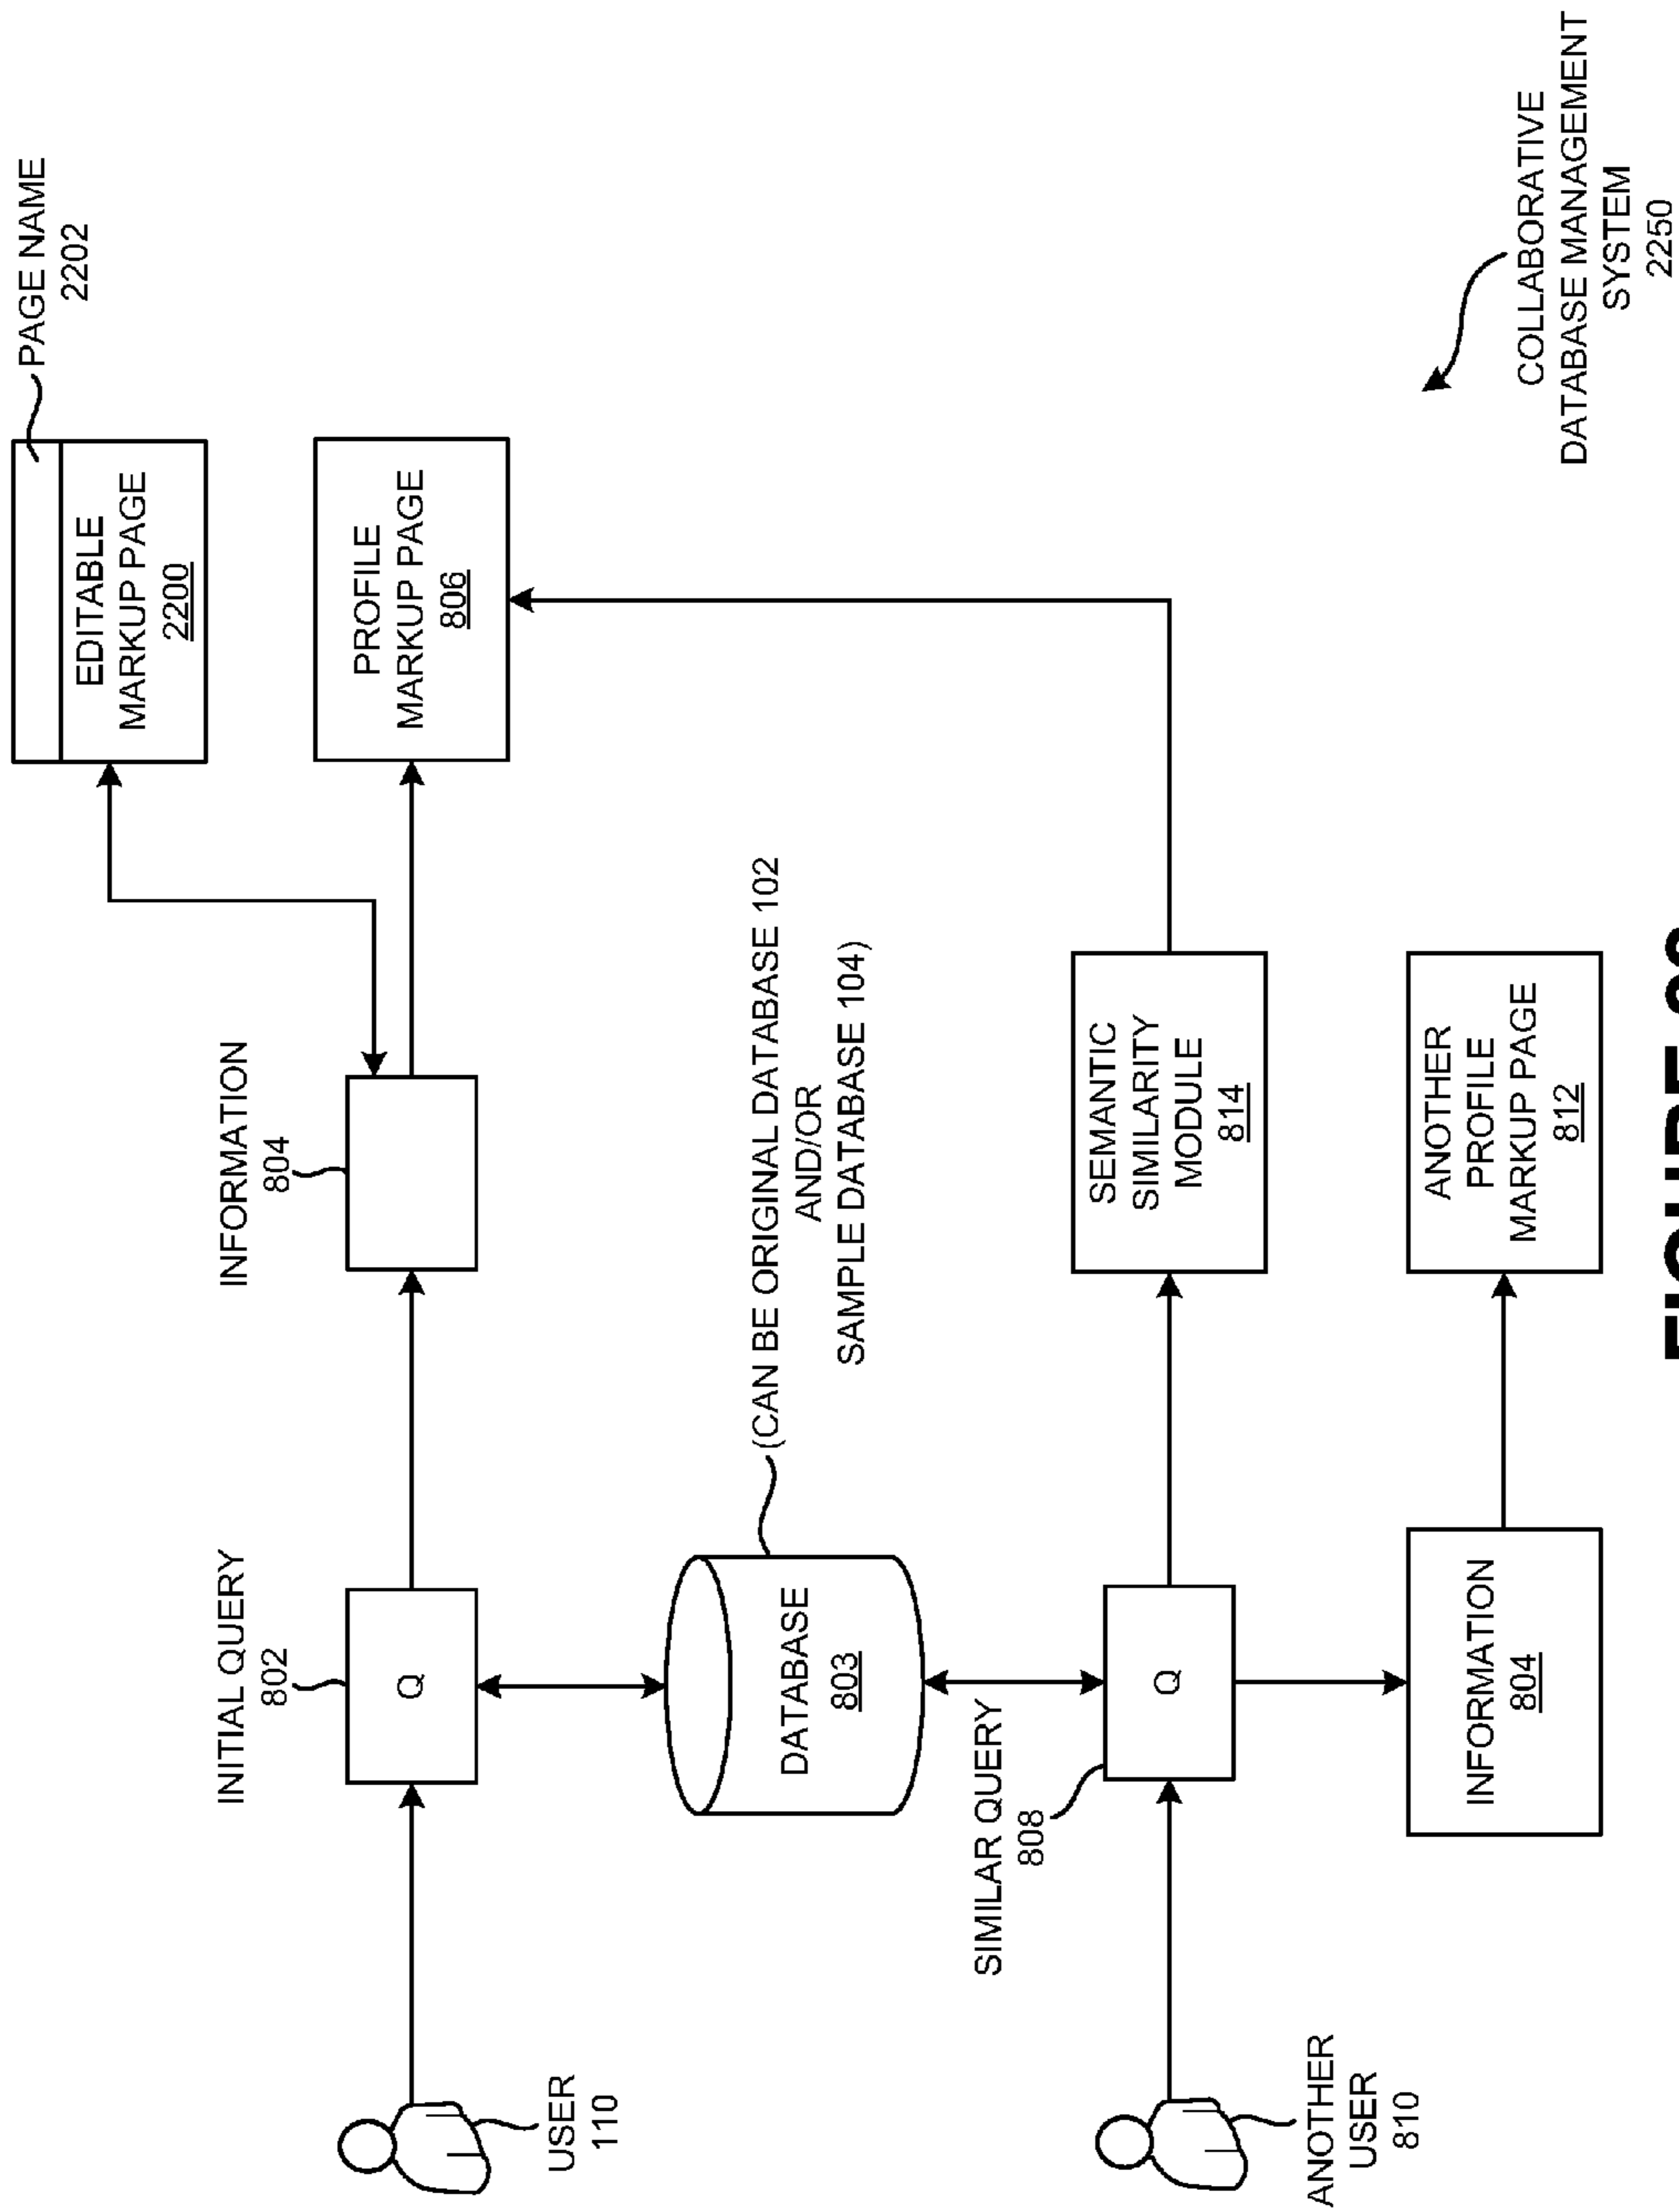 PAGE NAME
2202
EDITABLE
MARKUP PAGE
2200
INFORMATION
804
INITIAL QUERY
802
Q
PROFILE
MARKUP PAGE
806
USER
110
(CAN BE ORIGINAL DATABASE 102
AND/OR
SAMPLE DATABASE 104)
DATABASE
803
SIMILAR QUERY
808
Q
SEMANTIC
SIMILARITY
MODULE
814
ANOTHER
USER
810
INFORMATION
804
ANOTHER
PROFILE
MARKUP PAGE
812
COLLABORATIVE
DATABASE MANAGEMENT
SYSTEM
2250
FIGURE